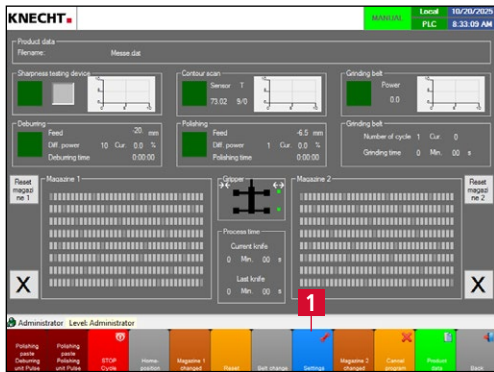 KNECHT
MANUAL
Local
10/20/2025
PLC
8:33:09 AM
Product data
Filename:
Messe.dat
Sharpness testing device
Contour scan
Sensor T
73.02 9/0
Grinding belt
Power
0.0
Deburring
Feed -20. mm
Diff. power 10 Cur. 0.0 %
Deburring time 0:00:00
Polishing
Feed -6.5 mm
Diff. power 1 Cur. 0.0 %
Polishing time 0:00:00
Grinding belt
Number of cycle 1 Cur. 0
Grinding time 0 Min. 00 s
Reset
magazi
ne 1
Magazine 1
Gripper
Magazine 2
Reset
magazi
ne 2
Process time
Current knife
0 Min. 00 s
Last knife
0 Min. 00 s
X
X
1
Administrator Level: Administrator
Polishing
paste
Deburring
unit Pulse
Polishing
paste
Polishing
unit Pulse
STOP
Cycle
Home-
position
Magazine 1
changed
Reset
Belt change
Settings
Magazine 2
changed
Cancel
program
Product
data
Back